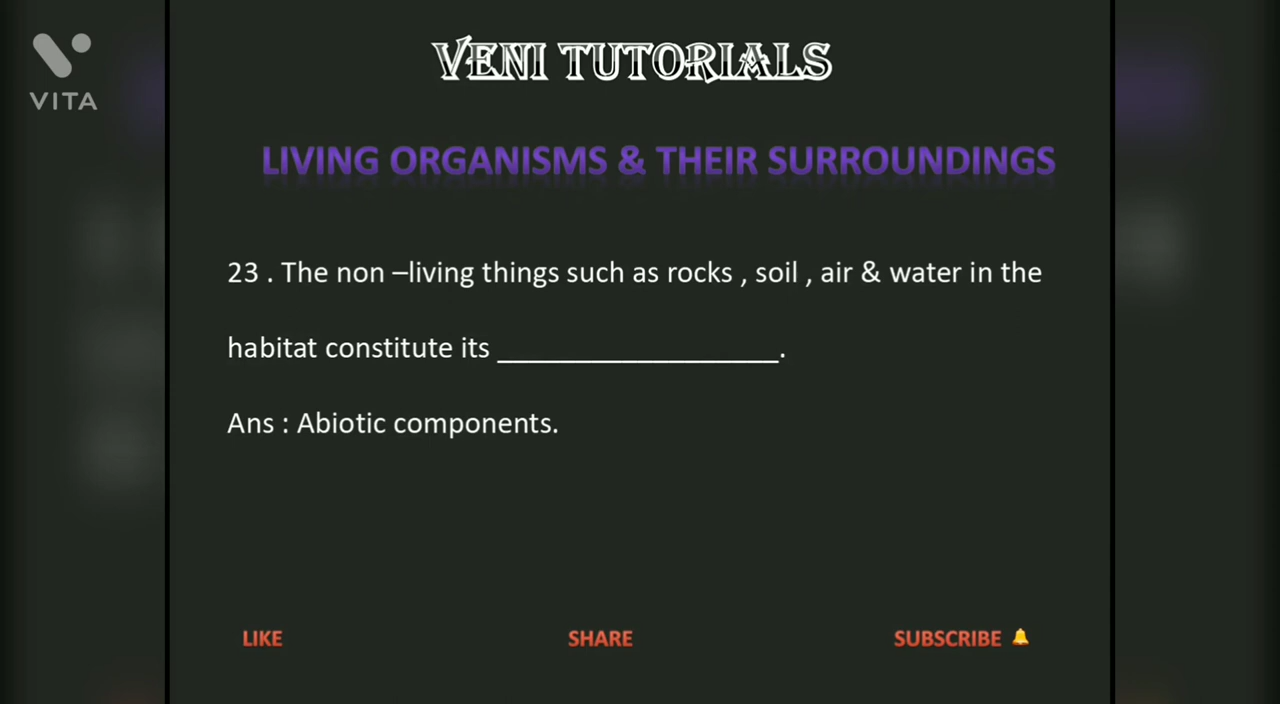 VITA
VENI TUTORIALS
LIVING ORGANISMS & THEIR SURROUNDINGS
23 . The non –living things such as rocks , soil , air & water in the
habitat constitute its __________________.
Ans : Abiotic components.
LIKE SHARE SUBSCRIBE 🔔